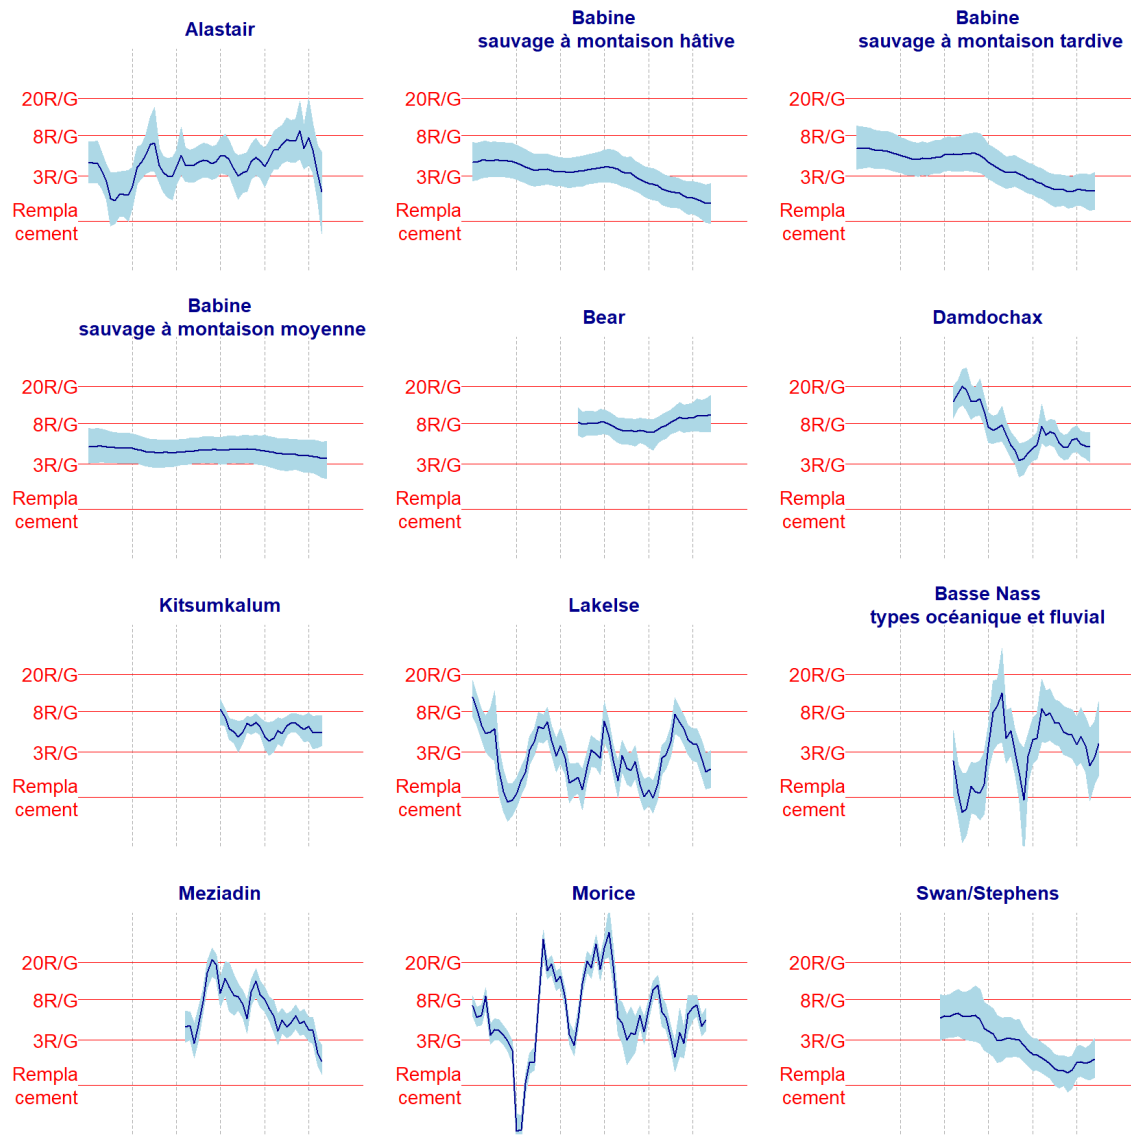 Alastair
Babine
sauvage à montaison hâtive
Babine
sauvage à montaison tardive
20R/G
8R/G
3R/G
Rempla
cement
20R/G
8R/G
3R/G
Rempla
cement
20R/G
8R/G
3R/G
Rempla
cement
Babine
sauvage à montaison moyenne
Bear
Damdochax
20R/G
8R/G
3R/G
Rempla
cement
20R/G
8R/G
3R/G
Rempla
cement
20R/G
8R/G
3R/G
Rempla
cement
Kitsumkalum
Lakelse
Basse Nass
types océanique et fluvial
20R/G
8R/G
3R/G
Rempla
cement
20R/G
8R/G
3R/G
Rempla
cement
20R/G
8R/G
3R/G
Rempla
cement
Meziadin
Morice
Swan/Stephens
20R/G
8R/G
3R/G
Rempla
cement
20R/G
8R/G
3R/G
Rempla
cement
20R/G
8R/G
3R/G
Rempla
cement